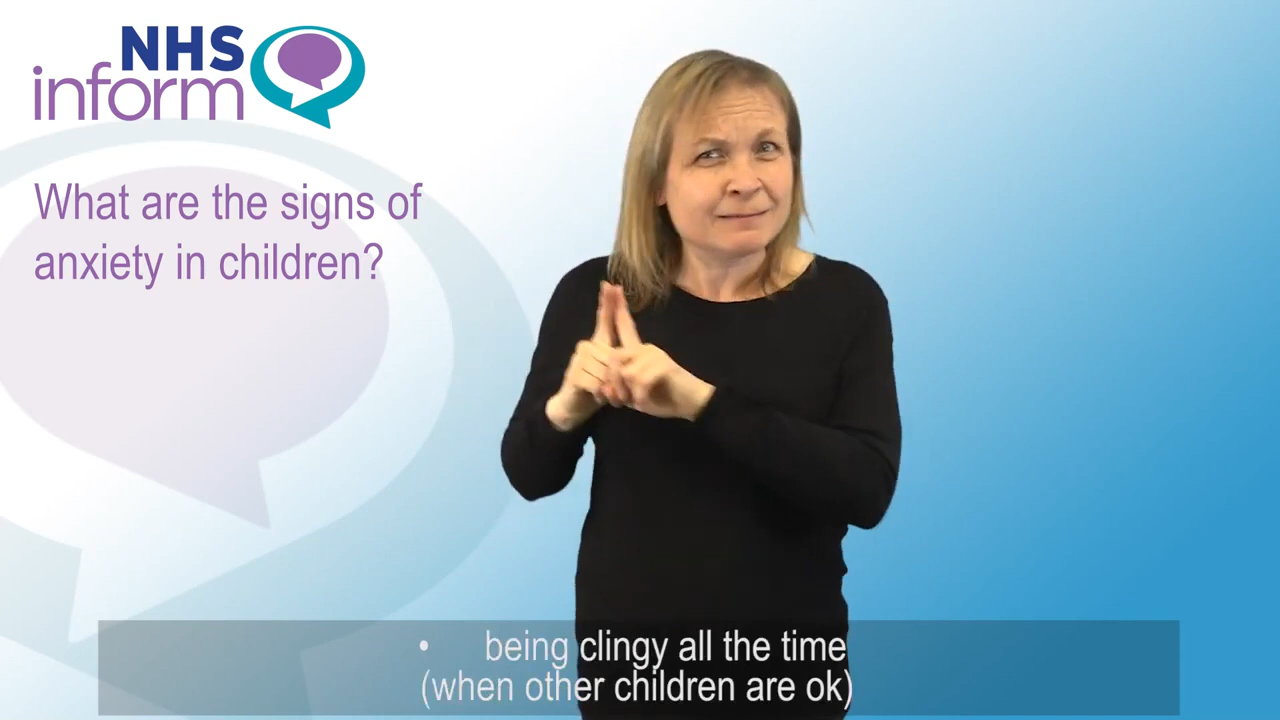 NHS
inform
What are the signs of
anxiety in children?
• being clingy all the time
(when other children are ok)